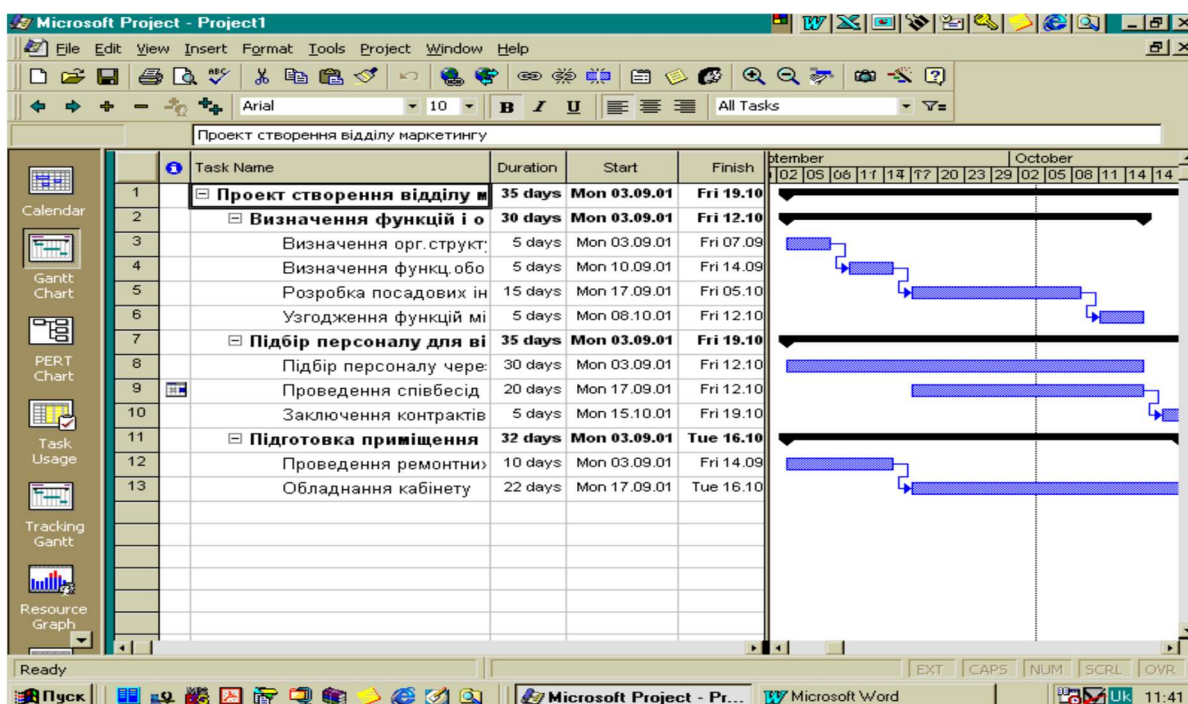 Microsoft Project - Project1
File Edit View Insert Format Tools Project Window Help
Arial 10 B I U All Tasks
Проект створення відділу маркетингу
Task Name Duration Start Finish
ptember October
02 05 08 11 14 17 20 23 29 02 05 08 11 14 14
1 Проект створення відділу м 35 days Mon 03.09.01 Fri 19.10
2 Визначення функцій і о 30 days Mon 03.09.01 Fri 12.10
3 Визначення орг.структ 5 days Mon 03.09.01 Fri 07.09
4 Визначення функц.обо 5 days Mon 10.09.01 Fri 14.09
5 Розробка посадових ін 15 days Mon 17.09.01 Fri 05.10
6 Узгодження функцій мі 5 days Mon 08.10.01 Fri 12.10
7 Підбір персоналу для ві 35 days Mon 03.09.01 Fri 19.10
8 Підбір персоналу чере 30 days Mon 03.09.01 Fri 12.10
9 Проведення співбесід 20 days Mon 17.09.01 Fri 12.10
10 Заключення контрактів 5 days Mon 15.10.01 Fri 19.10
11 Підготовка приміщення 32 days Mon 03.09.01 Tue 16.10
12 Проведення ремонтни 10 days Mon 03.09.01 Fri 14.09
13 Обладнання кабінету 22 days Mon 17.09.01 Tue 16.10
Calendar
Gantt
Chart
PERT
Chart
Task
Usage
Tracking
Gantt
Resource
Graph
Ready EXT CAPS NUM SCRL OVR
Пуск Microsoft Project - Pr... Microsoft Word Uk 11:41